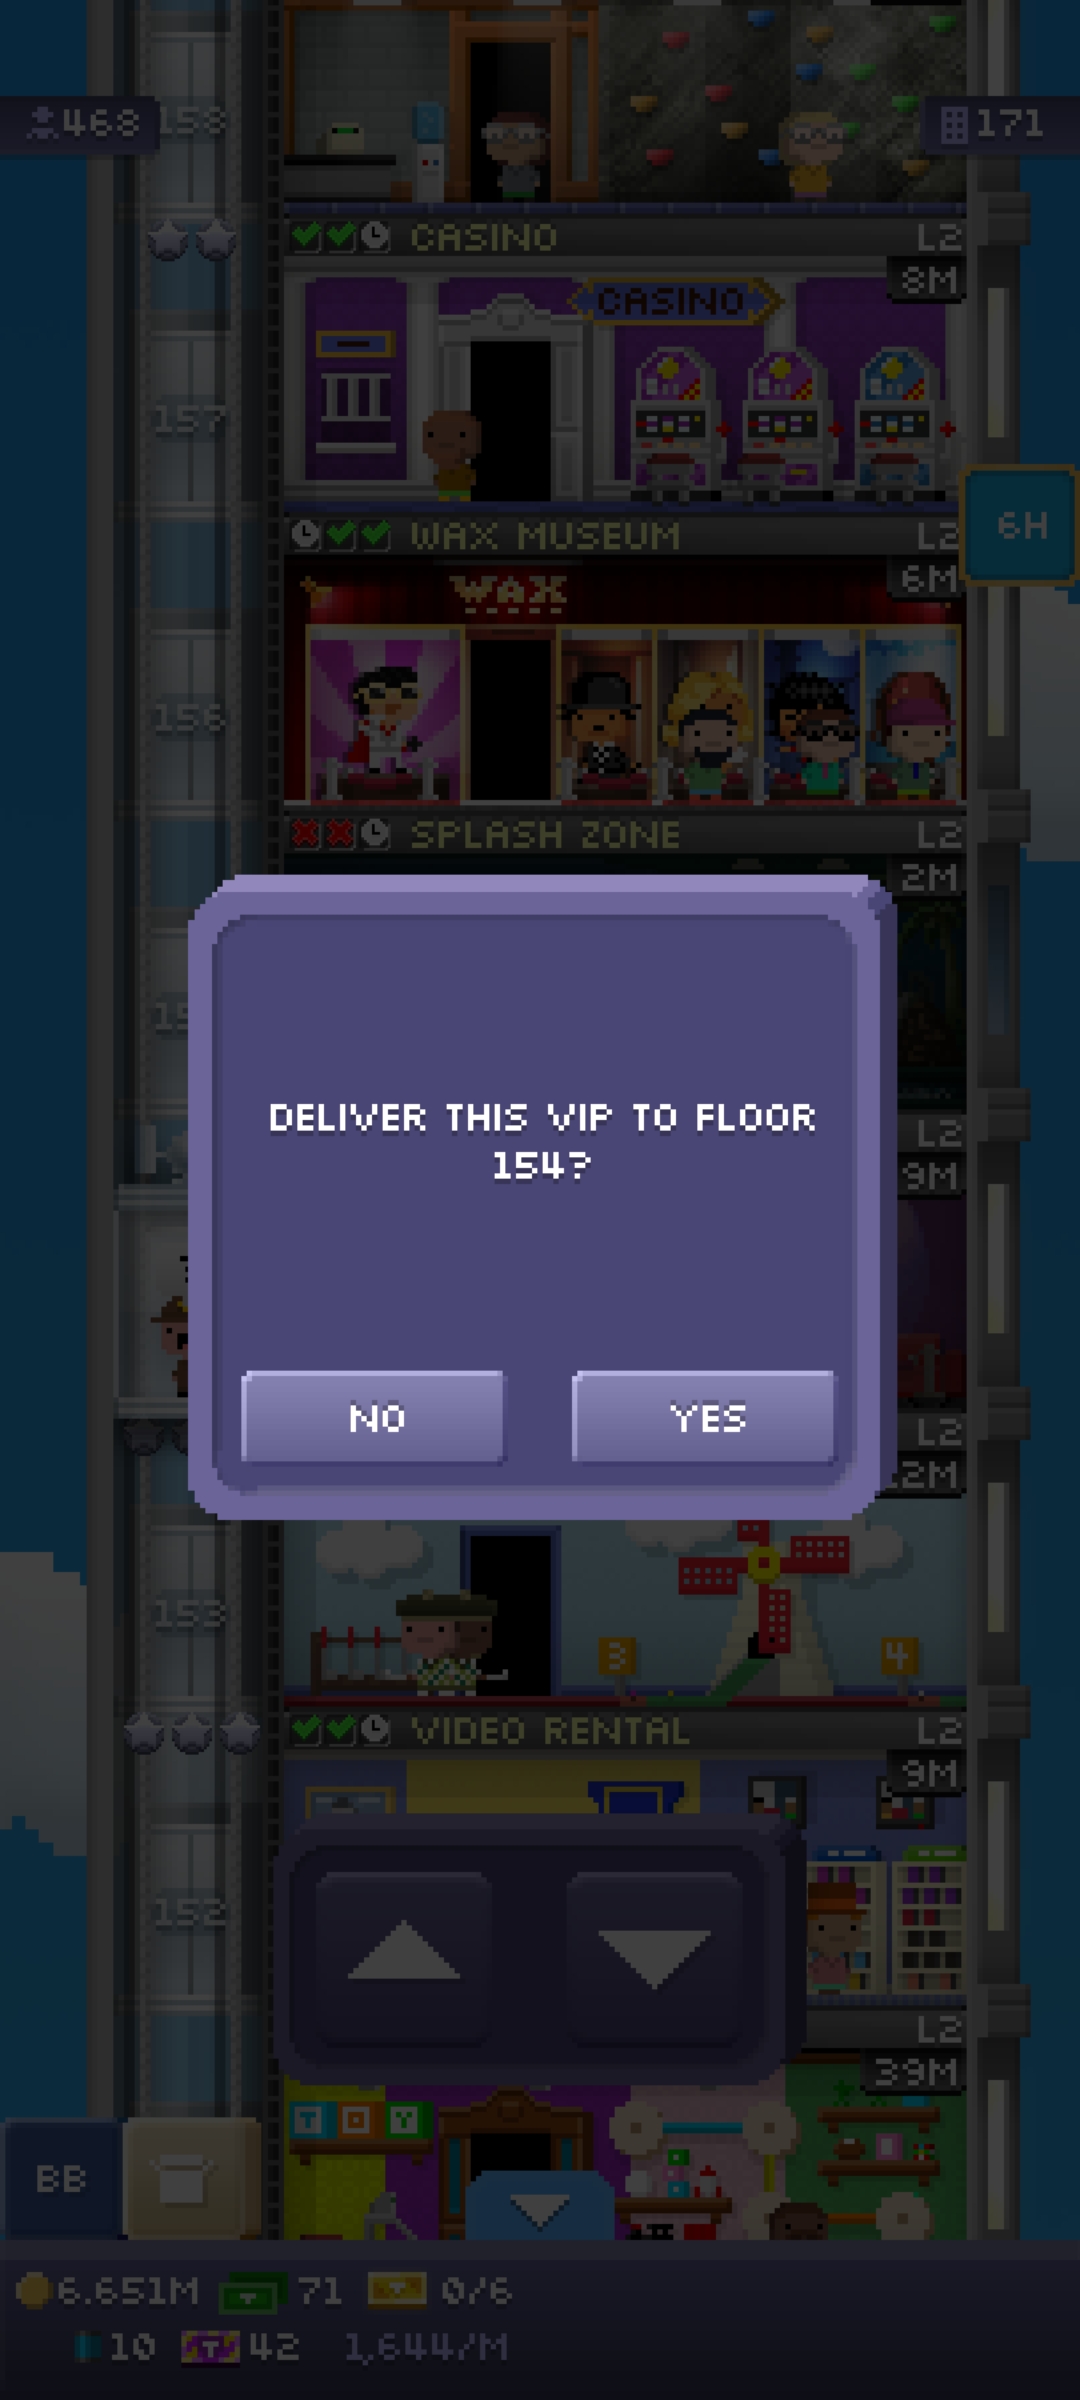 468
158
171
CASINO
L2
8M
CASINO
157
WAX MUSEUM
L2
6H
6M
WAX
156
SPLASH ZONE
L2
2M
L2
9M
DELIVER THIS VIP TO FLOOR
154?
NO
YES
L2
2M
153
3
4
VIDEO RENTAL
L2
9M
152
L2
39M
T O Y
BB
6.651M
71
0/6
10
T
42
1,644/M